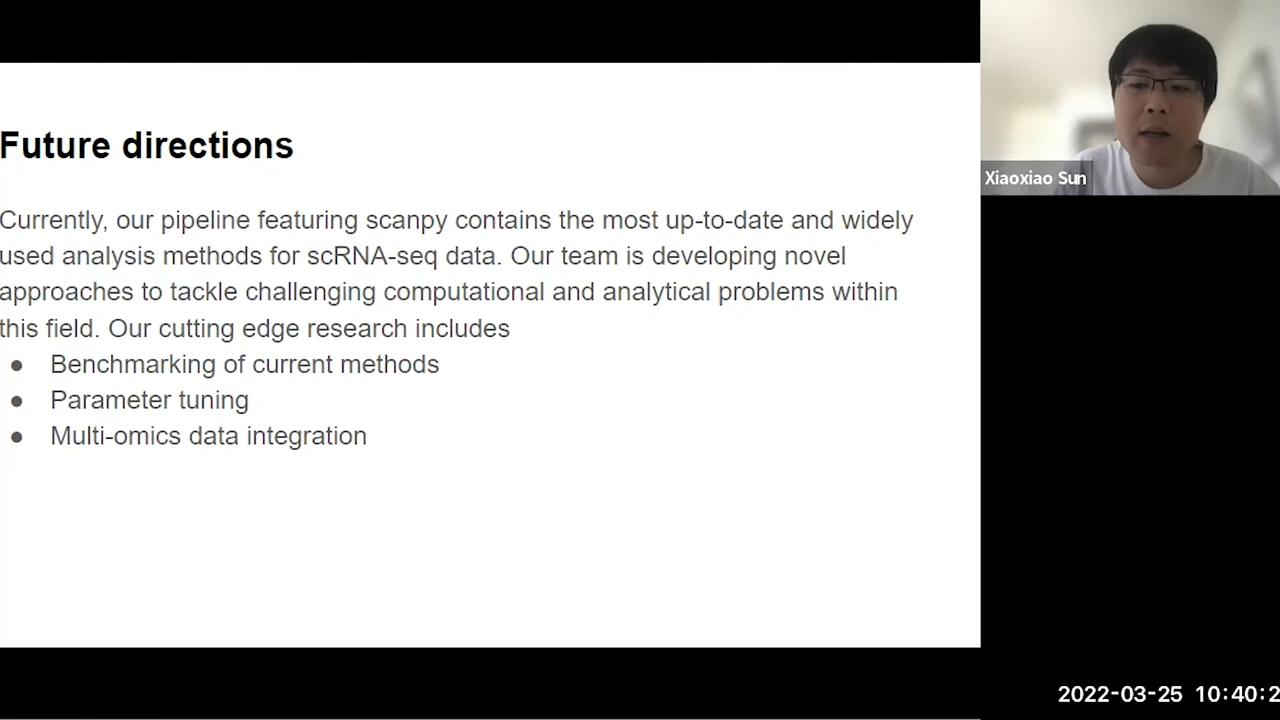 Future directions
Currently, our pipeline featuring scanpy contains the most up-to-date and widely
used analysis methods for scRNA-seq data. Our team is developing novel
approaches to tackle challenging computational and analytical problems within
this field. Our cutting edge research includes
● Benchmarking of current methods
● Parameter tuning
● Multi-omics data integration
Xiaoxiao Sun
2022-03-25 10:40:2